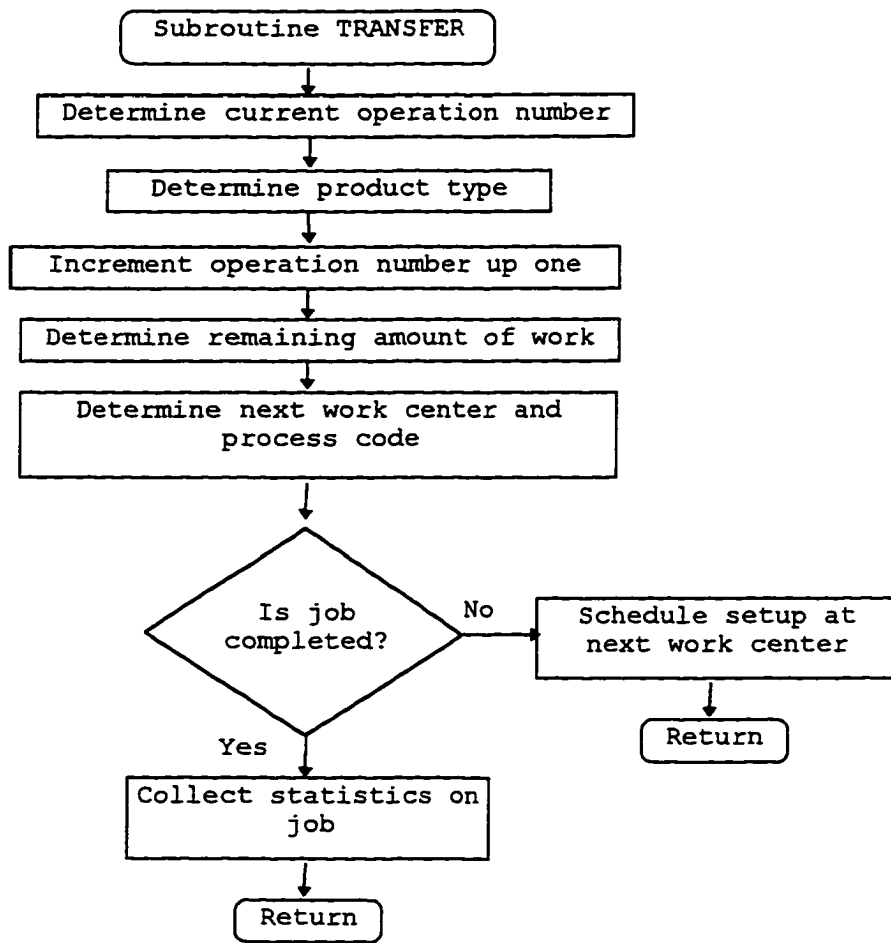 Subroutine TRANSFER
Determine current operation number
Determine product type
Increment operation number up one
Determine remaining amount of work
Determine next work center and
process code
Is job
completed?
No
Schedule setup at
next work center
Return
Yes
Collect statistics on
job
Return